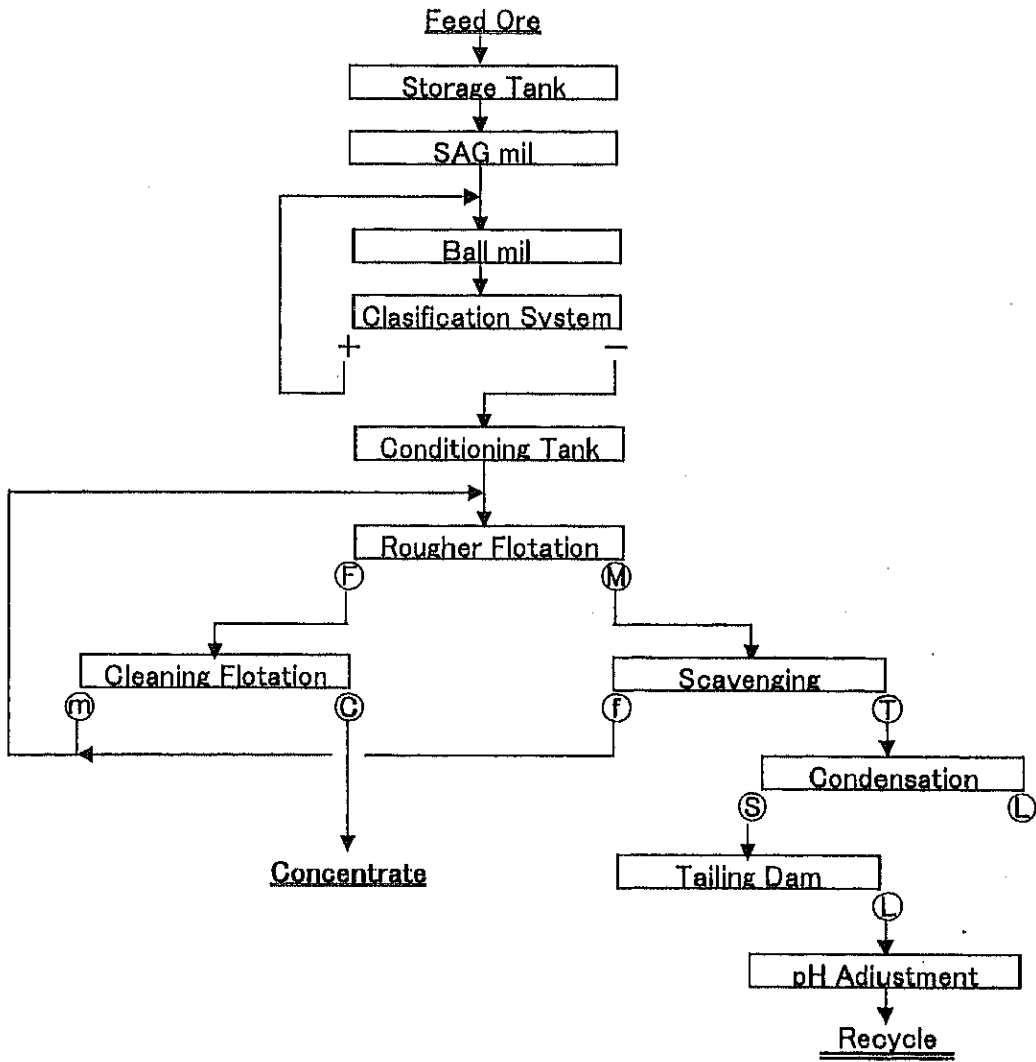 Feed Ore
Storage Tank
SAG mil
Ball mil
Clasification System
+ −
Conditioning Tank
Rougher Flotation
F M
Cleaning Flotation Scavenging
m C f T
Condensation
S L
Concentrate
Tailing Dam
L
pH Adjustment
Recycle